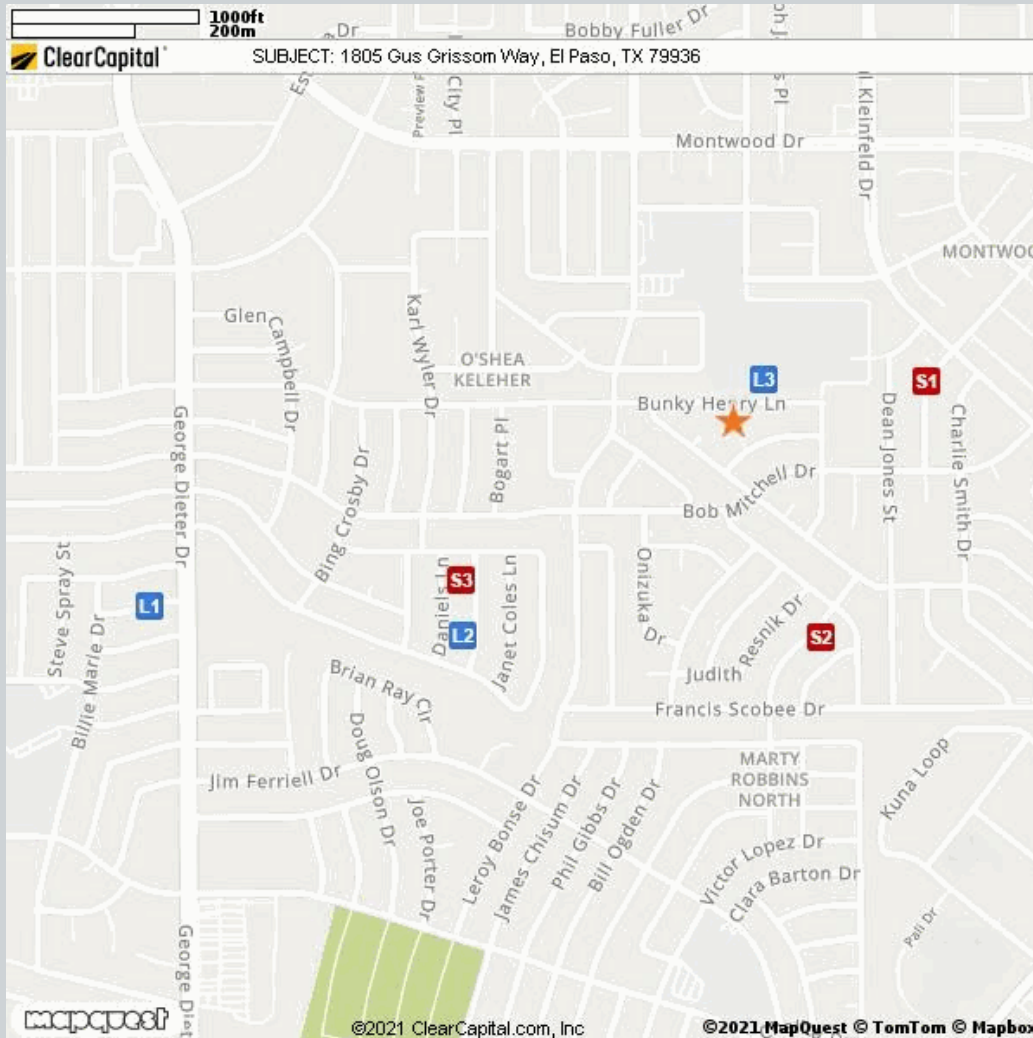 1000ft
200m
ClearCapital
SUBJECT: 1805 Gus Grissom Way, El Paso, TX 79936
Dr
Bobby Fuller Dr
City Pl
s Pl
l Kleinfeld Dr
Montwood Dr
MONTWOO
Glen Campbell Dr
Karl Wyler Dr
O'SHEA
KELEHER
L3
S1
Bunky Henry Ln
George Dieter Dr
Bing Crosby Dr
Bogart Pl
Bob Mitchell Dr
Dean Jones St
Charlie Smith Dr
Steve Spray St
L1
Billie Marie Dr
Daniels Ln
S3
L2
Janet Coles Ln
Onizuka Dr
Judith Resnik Dr
S2
Brian Ray Cir
Francis Scobee Dr
Jim Ferriell Dr
Doug Olson Dr
Joe Porter Dr
Leroy Bonse Dr
James Chisum Dr
Phil Gibbs Dr
Bill Ogden Dr
MARTY
ROBBINS
NORTH
Kuna Loop
Victor Lopez Dr
Clara Barton Dr
Pali Dr
George Diet
mapquest
©2021 ClearCapital.com, Inc
©2021 MapQuest © TomTom © Mapbox